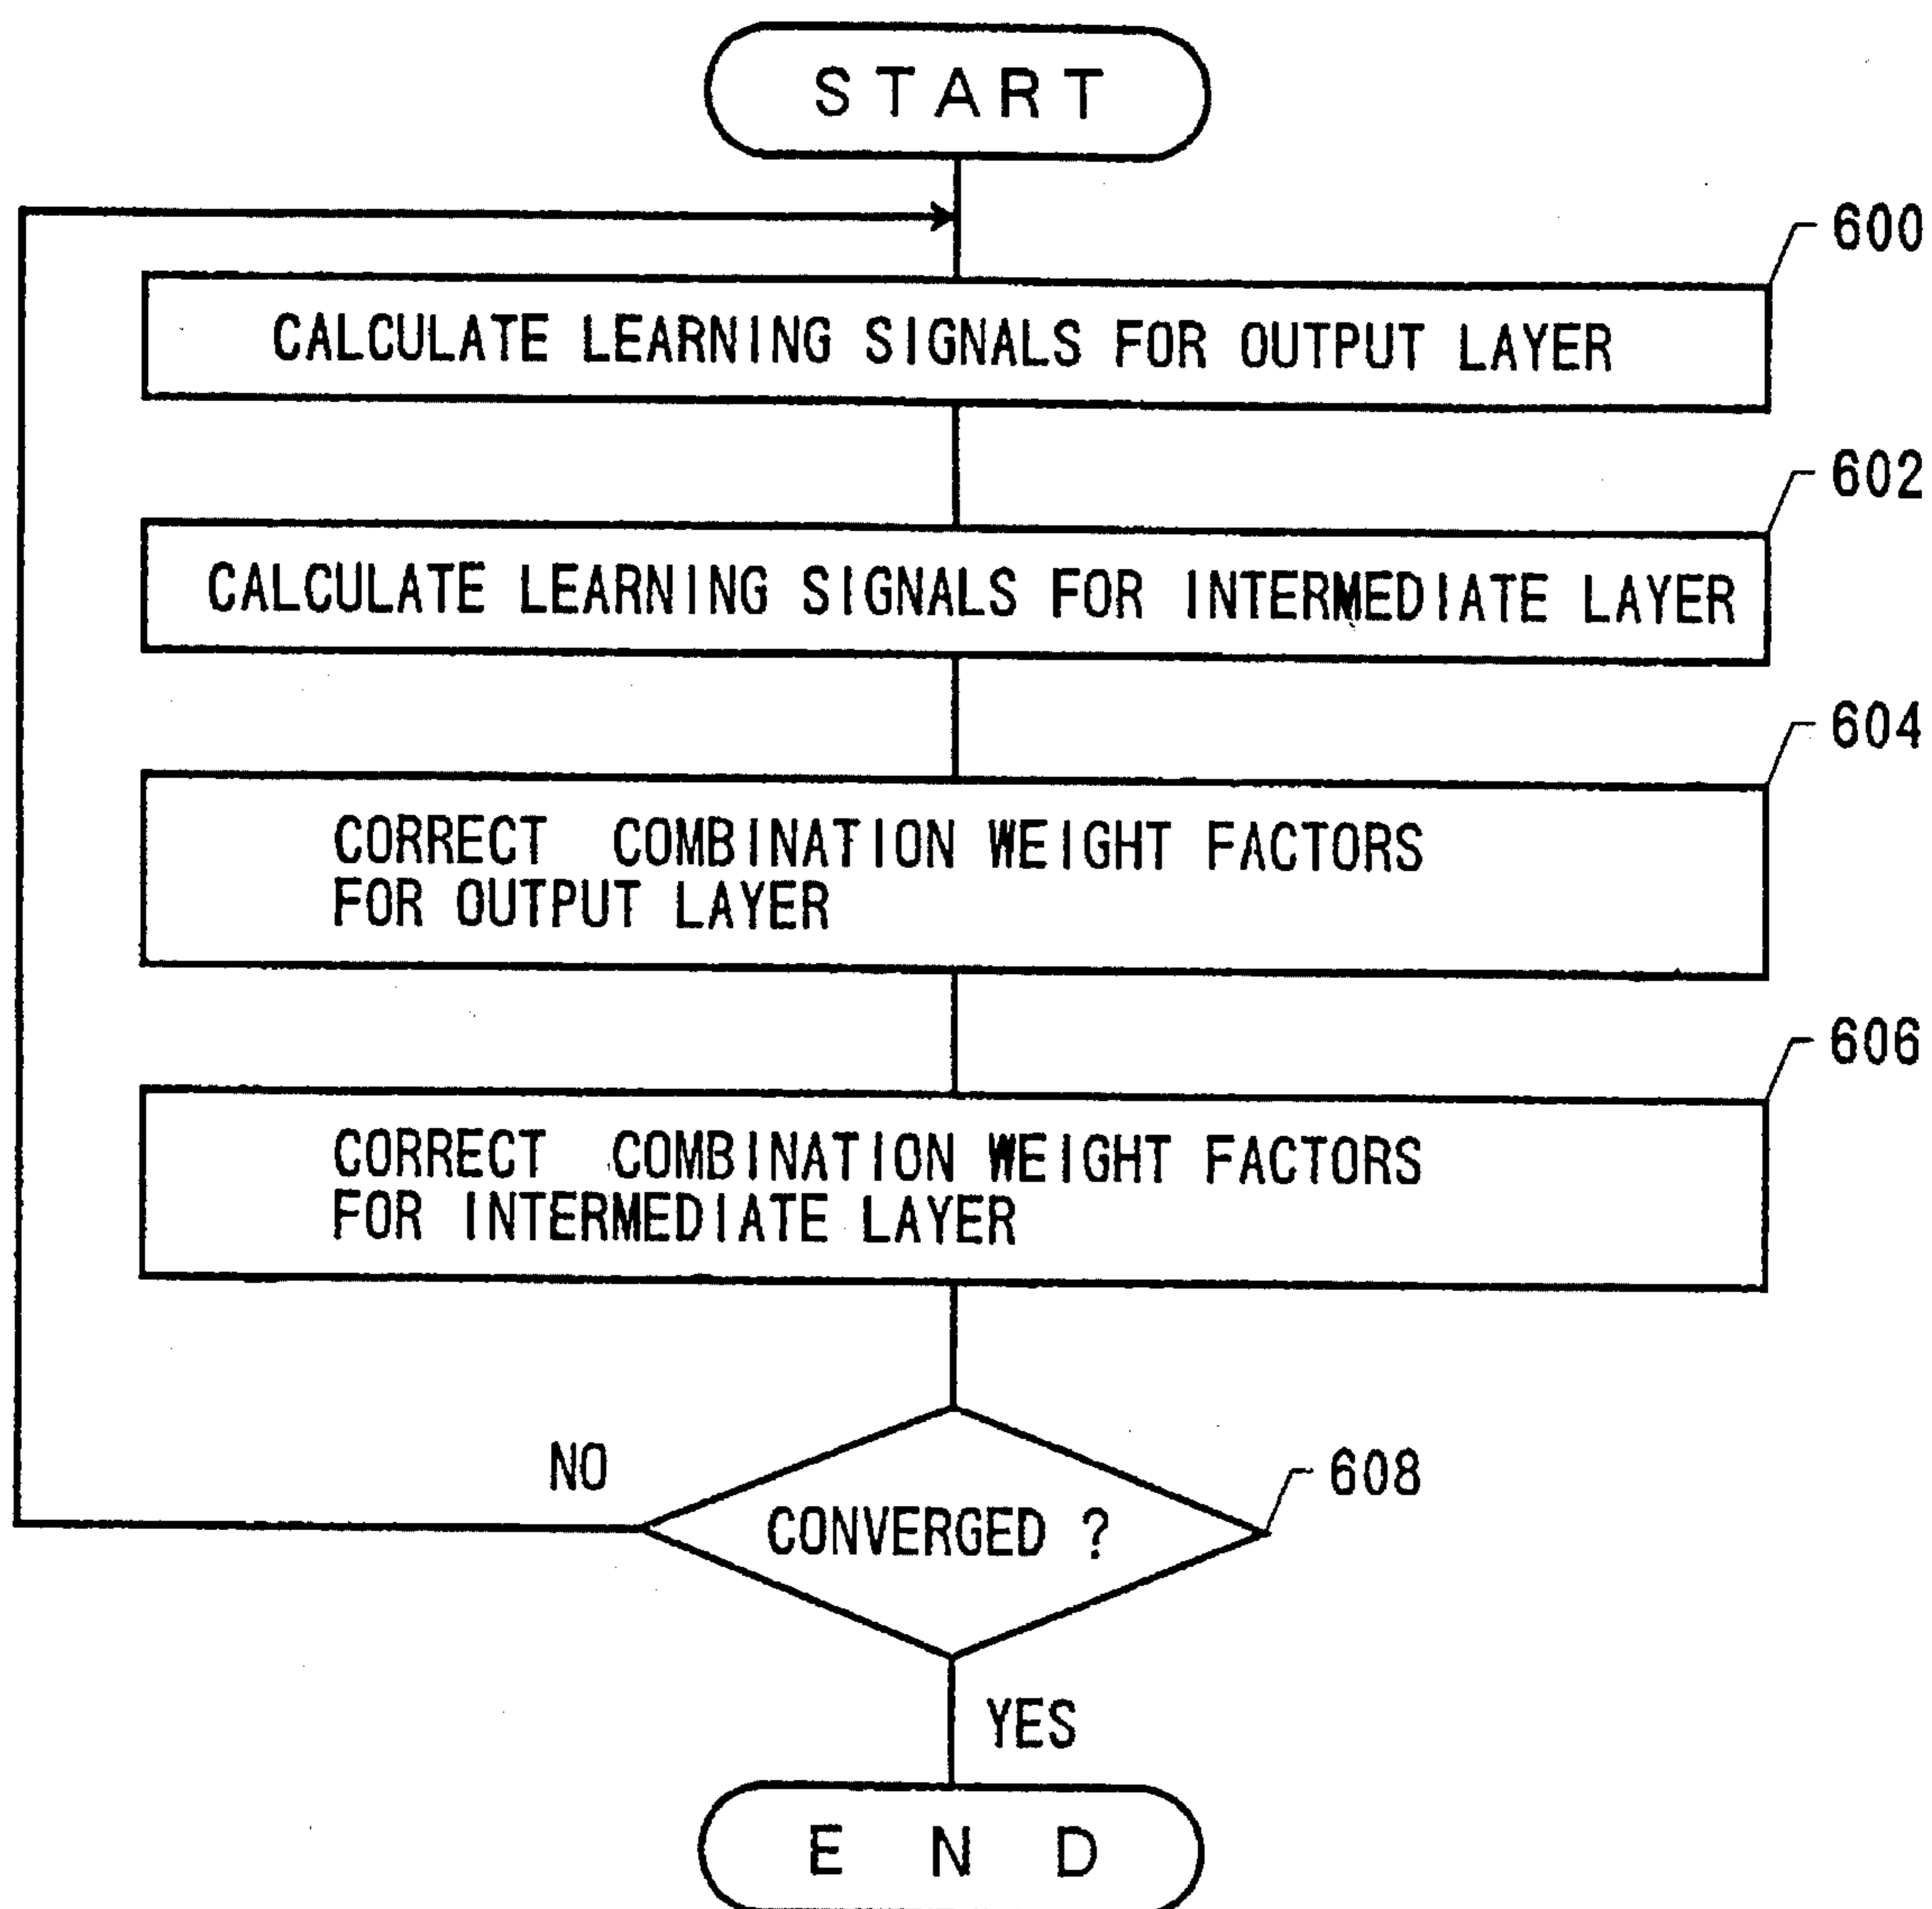 START
600
CALCULATE LEARNING SIGNALS FOR OUTPUT LAYER
602
CALCULATE LEARNING SIGNALS FOR INTERMEDIATE LAYER
604
CORRECT COMBINATION WEIGHT FACTORS
FOR OUTPUT LAYER
606
CORRECT COMBINATION WEIGHT FACTORS
FOR INTERMEDIATE LAYER
NO
608
CONVERGED ?
YES
END